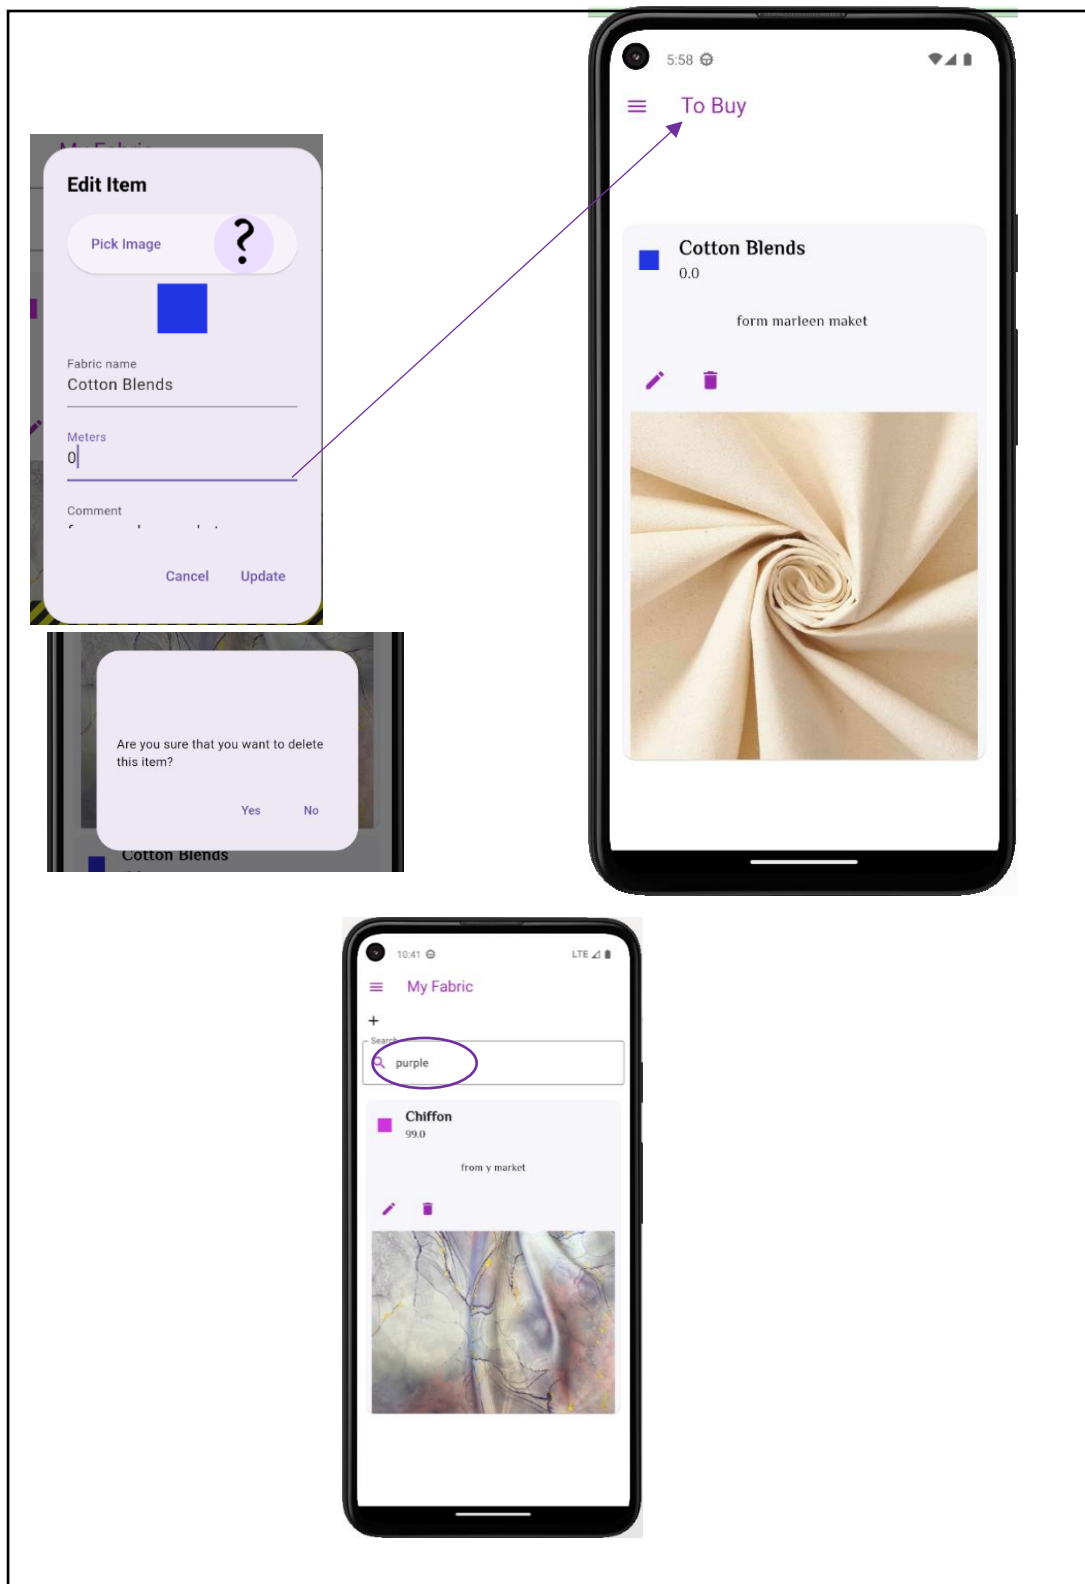 5:58
To Buy
My Fabric
Edit Item
Pick Image
?
Fabric name
Cotton Blends
Meters
0
Comment
Cancel Update
Cotton Blends
0.0
form marleen maket
Are you sure that you want to delete
this item?
Yes No
Cotton Blends
10:41 LTE
My Fabric
+
Search
purple
Chiffon
99.0
from y market